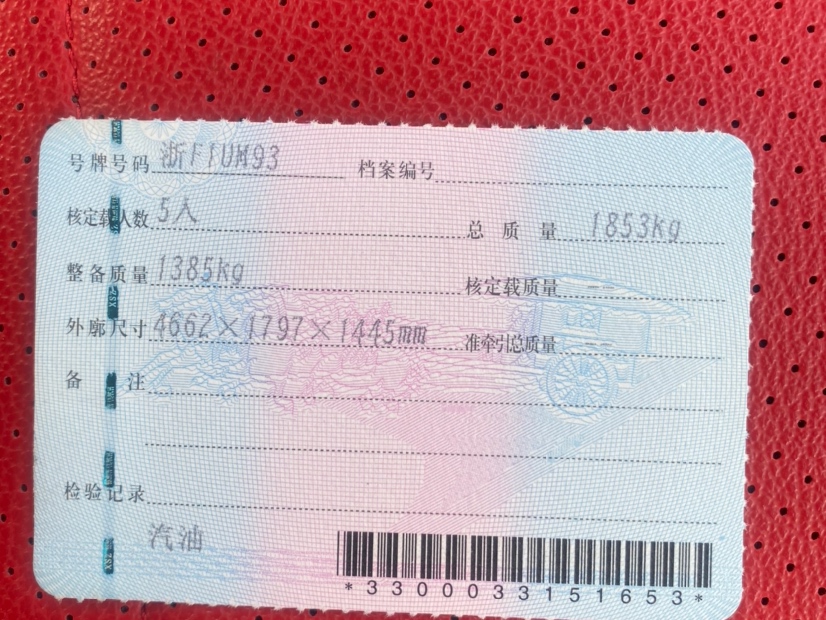 号牌号码 浙F1UM93 档案编号
核定载人数 5人 总质量 1853kg
整备质量 1385kg 核定载质量 --
外廓尺寸 4662×1797×1445mm 准牵引总质量 --
备注
检验记录
汽油
*3300033151653*